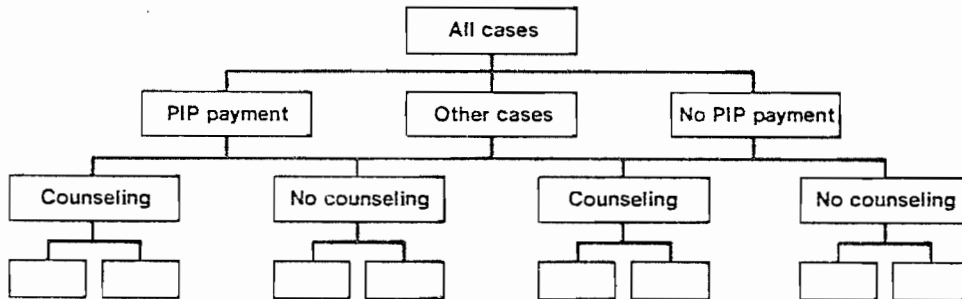 All cases
PIP payment
Other cases
No PIP payment
Counseling
No counseling
Counseling
No counseling